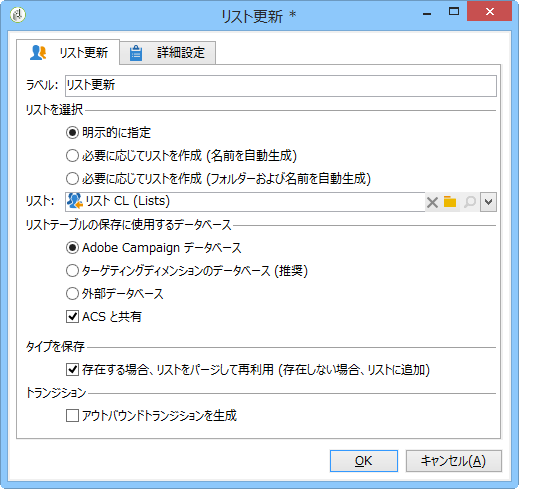 リスト更新 *
リスト更新
詳細設定
ラベル: リスト更新
リストを選択
明示的に指定
必要に応じてリストを作成 (名前を自動生成)
必要に応じてリストを作成 (フォルダーおよび名前を自動生成)
リスト: リスト CL (Lists)
リストテーブルの保存に使用するデータベース
Adobe Campaign データベース
ターゲティングディメンションのデータベース (推奨)
外部データベース
ACS と共有
タイプを保存
存在する場合、リストをパージして再利用 (存在しない場合、リストに追加)
トランジション
アウトバウンドトランジションを生成
OK
キャンセル(A)